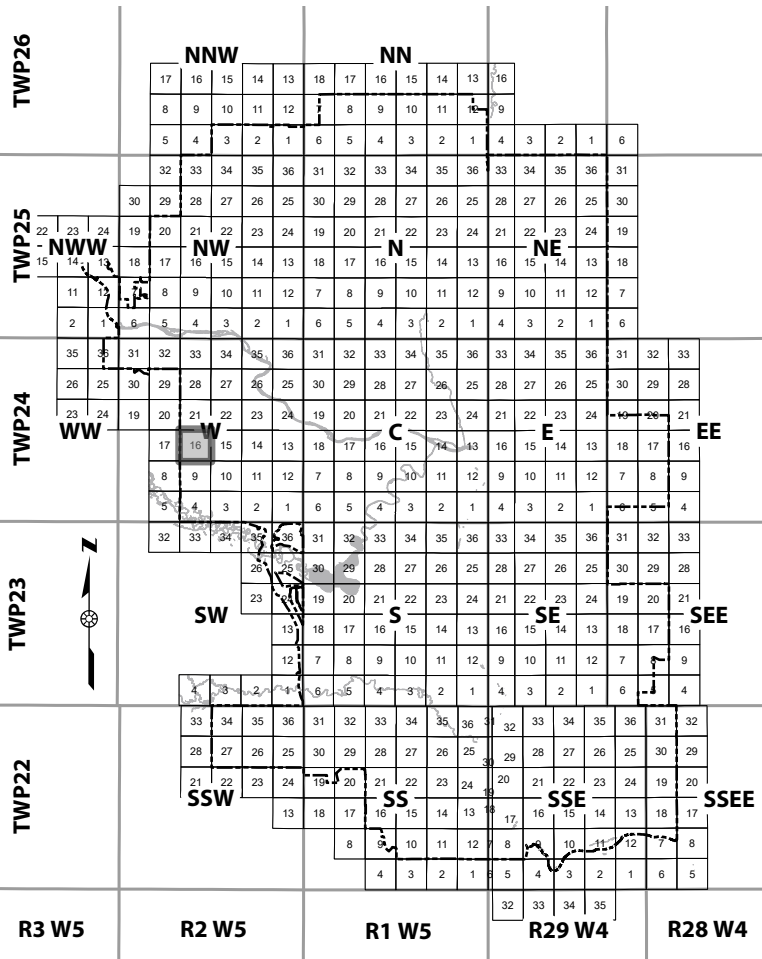 TWP26
NNW NN
17 16 15 14 13 18 17 16 15 14 13 16
8 9 10 11 12 7 8 9 10 11 12 9
5 4 3 2 1 6 5 4 3 2 1 4 3 2 1 6
TWP25
32 33 34 35 36 31 32 33 34 35 36 33 34 35 36 31
30 29 28 27 26 25 30 29 28 27 26 25 28 27 26 25 30
22 23 24 19 20 21 22 23 24 19 20 21 22 23 24 21 22 23 24 19
NWW NW N NE
15 14 13 18 17 16 15 14 13 18 17 16 15 14 13 16 15 14 13 18
11 12 7 8 9 10 11 12 7 8 9 10 11 12 9 10 11 12 7
2 1 6 5 4 3 2 1 6 5 4 3 2 1 4 3 2 1 6
TWP24
35 36 31 32 33 34 35 36 31 32 33 34 35 36 33 34 35 36 31 32 33
26 25 30 29 28 27 26 25 30 29 28 27 26 25 28 27 26 25 30 29 28
23 24 19 20 21 22 23 24 19 20 21 22 23 24 21 22 23 24 19 20 21
WW W C E EE
17 16 15 14 13 18 17 16 15 14 13 16 15 14 13 18 17 16
8 9 10 11 12 7 8 9 10 11 12 9 10 11 12 7 8 9
5 4 3 2 1 6 5 4 3 2 1 4 3 2 1 6 5 4
TWP23
32 33 34 35 36 31 32 33 34 35 36 33 34 35 36 31 32 33
26 25 30 29 28 27 26 25 28 27 26 25 30 29 28
23 24 19 20 21 22 23 24 21 22 23 24 19 20 21
SW S SE SEE
13 18 17 16 15 14 13 16 15 14 13 18 17 16
12 7 8 9 10 11 12 9 10 11 12 7 8 9
4 3 2 1 6 5 4 3 2 1 4 3 2 1 6 4
Z
TWP22
33 34 35 36 31 32 33 34 35 36 31 32 33 34 35 36 31 32
28 27 26 25 30 29 28 27 26 25 30 29 28 27 26 25 30 29
21 22 23 24 19 20 21 22 23 24 19 20 21 22 23 24 19 20
SSW SS SSE SSEE
13 18 17 16 15 14 13 18 17 16 15 14 13 18 17
8 9 10 11 12 7 8 9 10 11 12 7 8
4 3 2 1 6 5 4 3 2 1 6 5
32 33 34 35
R3 W5 R2 W5 R1 W5 R29 W4 R28 W4